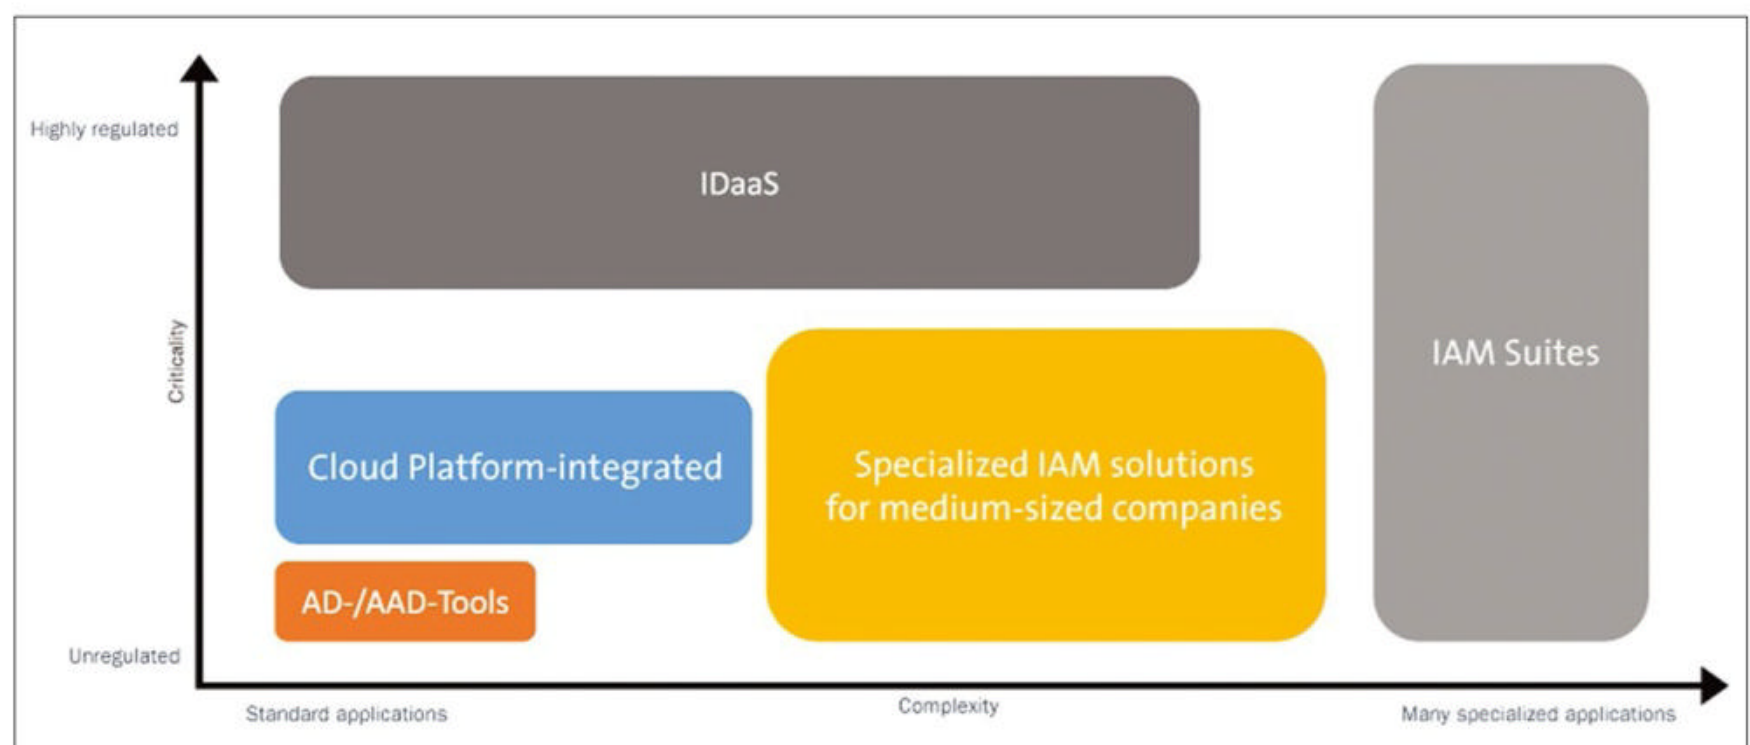 Highly regulated
IDaaS
IAM Suites
Criticality
Cloud Platform-integrated
Specialized IAM solutions
for medium-sized companies
AD-/AAD-Tools
Unregulated
Standard applications
Complexity
Many specialized applications